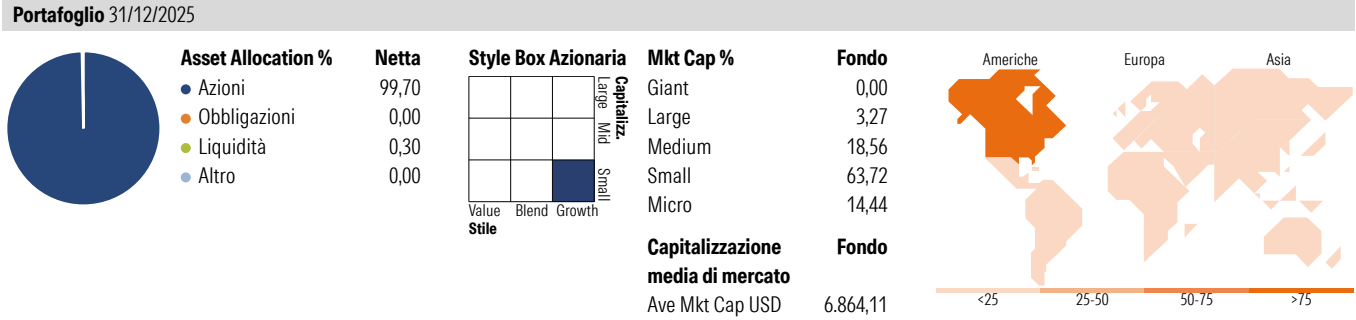 Portafoglio 31/12/2025
Asset Allocation % Netta
Azioni 99,70
Obbligazioni 0,00
Liquidità 0,30
Altro 0,00
Style Box Azionaria
Capitalizz.
Large Mid Small
Value Blend Growth
Stile
Mkt Cap % Fondo
Giant 0,00
Large 3,27
Medium 18,56
Small 63,72
Micro 14,44
Capitalizzazione Fondo
media di mercato
Ave Mkt Cap USD 6.864,11
Americhe Europa Asia
<25 25-50 50-75 >75